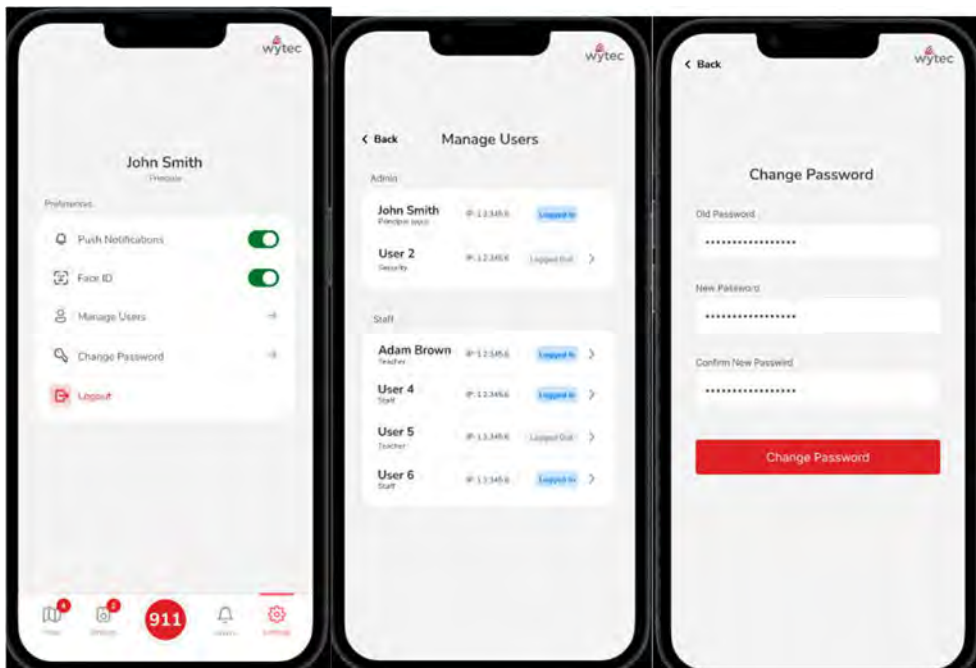 wytec
John Smith
Principal
Preferences
Push Notifications
Face ID
Manage Users
Change Password
Logout
4
2
911
Settings
wytec
< Back
Manage Users
Admin
John Smith
IP: 1.2.345.6
Logged In
User 2
IP: 1.2.345.6
Logged Out
Security
Staff
Adam Brown
IP: 1.2.345.6
Logged In
Teacher
User 4
IP: 1.2.345.6
Logged In
Staff
User 5
IP: 1.2.345.6
Logged Out
Teacher
User 6
IP: 1.2.345.6
Logged In
Staff
wytec
< Back
Change Password
Old Password
New Password
Change Password